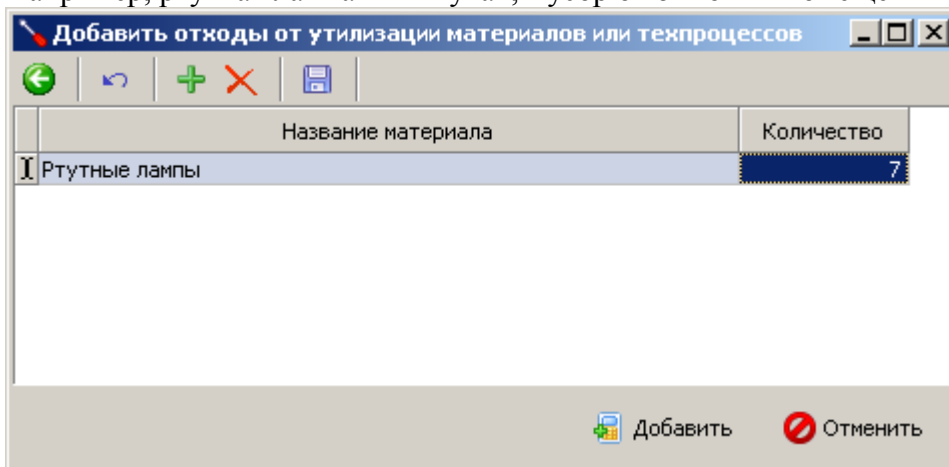 Добавить отходы от утилизации материалов или техпроцессов
Название материала Количество
Ртутные лампы 7
Добавить Отменить